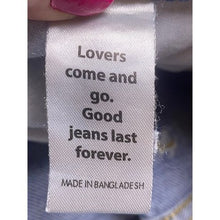 Lovers
come and
go.
Good
jeans last
forever.
MADE IN BANGLADESH